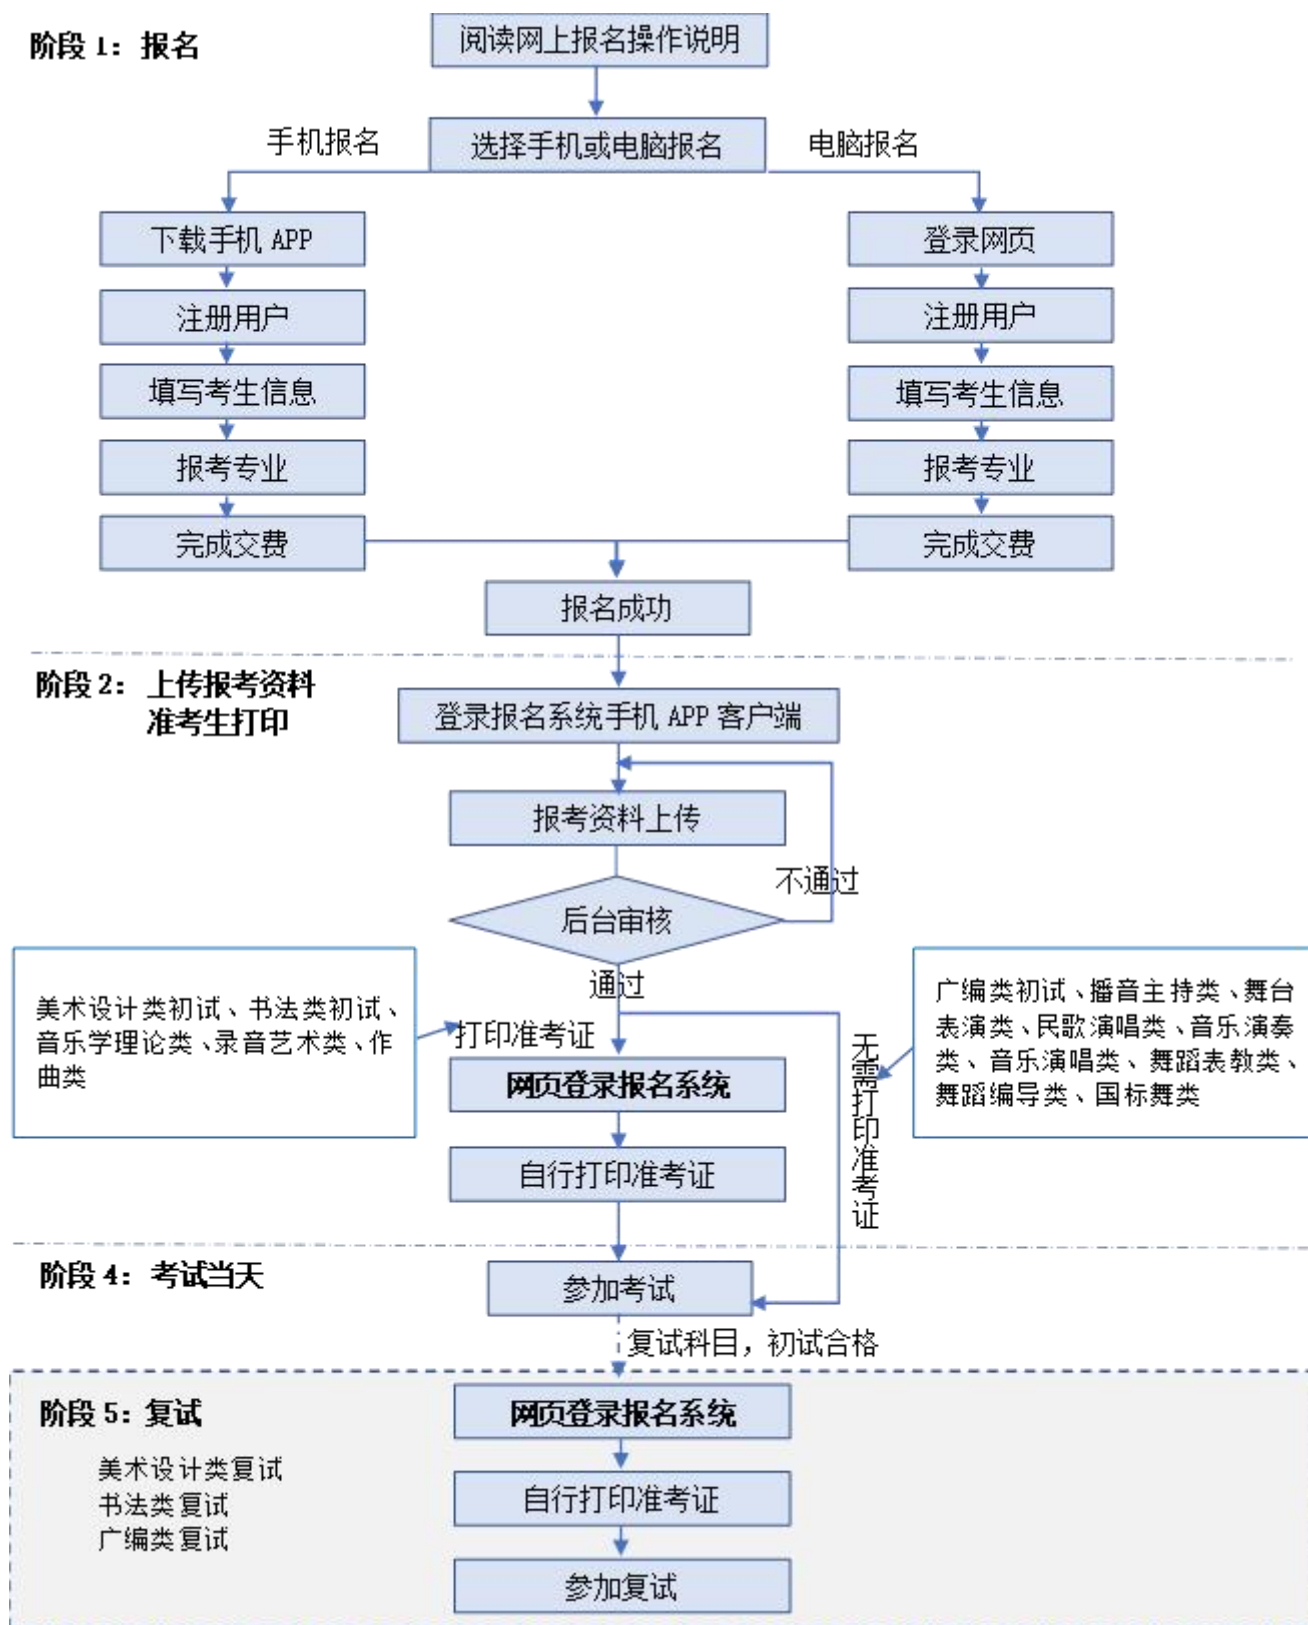 阶段 1：报名
阅读网上报名操作说明
手机报名
选择手机或电脑报名
电脑报名
下载手机 APP
登录网页
注册用户
注册用户
填写考生信息
填写考生信息
报考专业
报考专业
完成交费
完成交费
报名成功
阶段 2：上传报考资料
准考生打印
登录报名系统手机 APP 客户端
报考资料上传
不通过
后台审核
通过
美术设计类初试、书法类初试、
音乐学理论类、录音艺术类、作
曲类
打印准考证
广编类初试、播音主持类、舞台
表演类、民歌演唱类、音乐演奏
类、音乐演唱类、舞蹈表教类、
舞蹈编导类、国标舞类
无需打印准考证
网页登录报名系统
自行打印准考证
阶段 4：考试当天
参加考试
复试科目，初试合格
阶段 5：复试
美术设计类复试
书法类复试
广编类复试
网页登录报名系统
自行打印准考证
参加复试